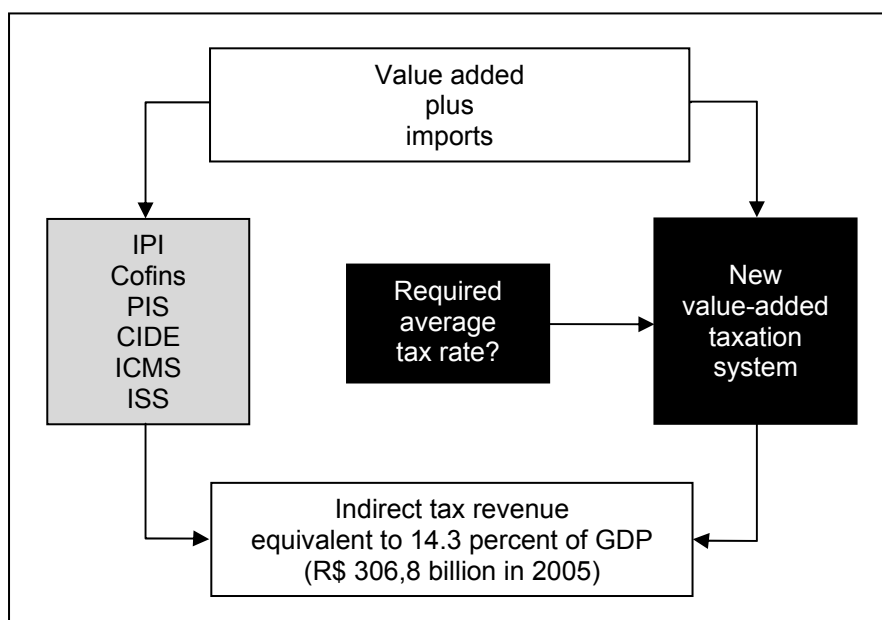 Value added
plus
imports
IPI
Cofins
PIS
CIDE
ICMS
ISS
Required
average
tax rate?
New
value-added
taxation
system
Indirect tax revenue
equivalent to 14.3 percent of GDP
(R$ 306,8 billion in 2005)